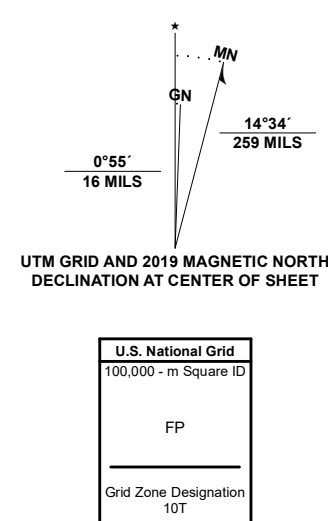 ★
MN
GN
14°34´
259 MILS
0°55´
16 MILS
UTM GRID AND 2019 MAGNETIC NORTH
DECLINATION AT CENTER OF SHEET
U.S. National Grid
100,000 - m Square ID
FP
Grid Zone Designation
10T